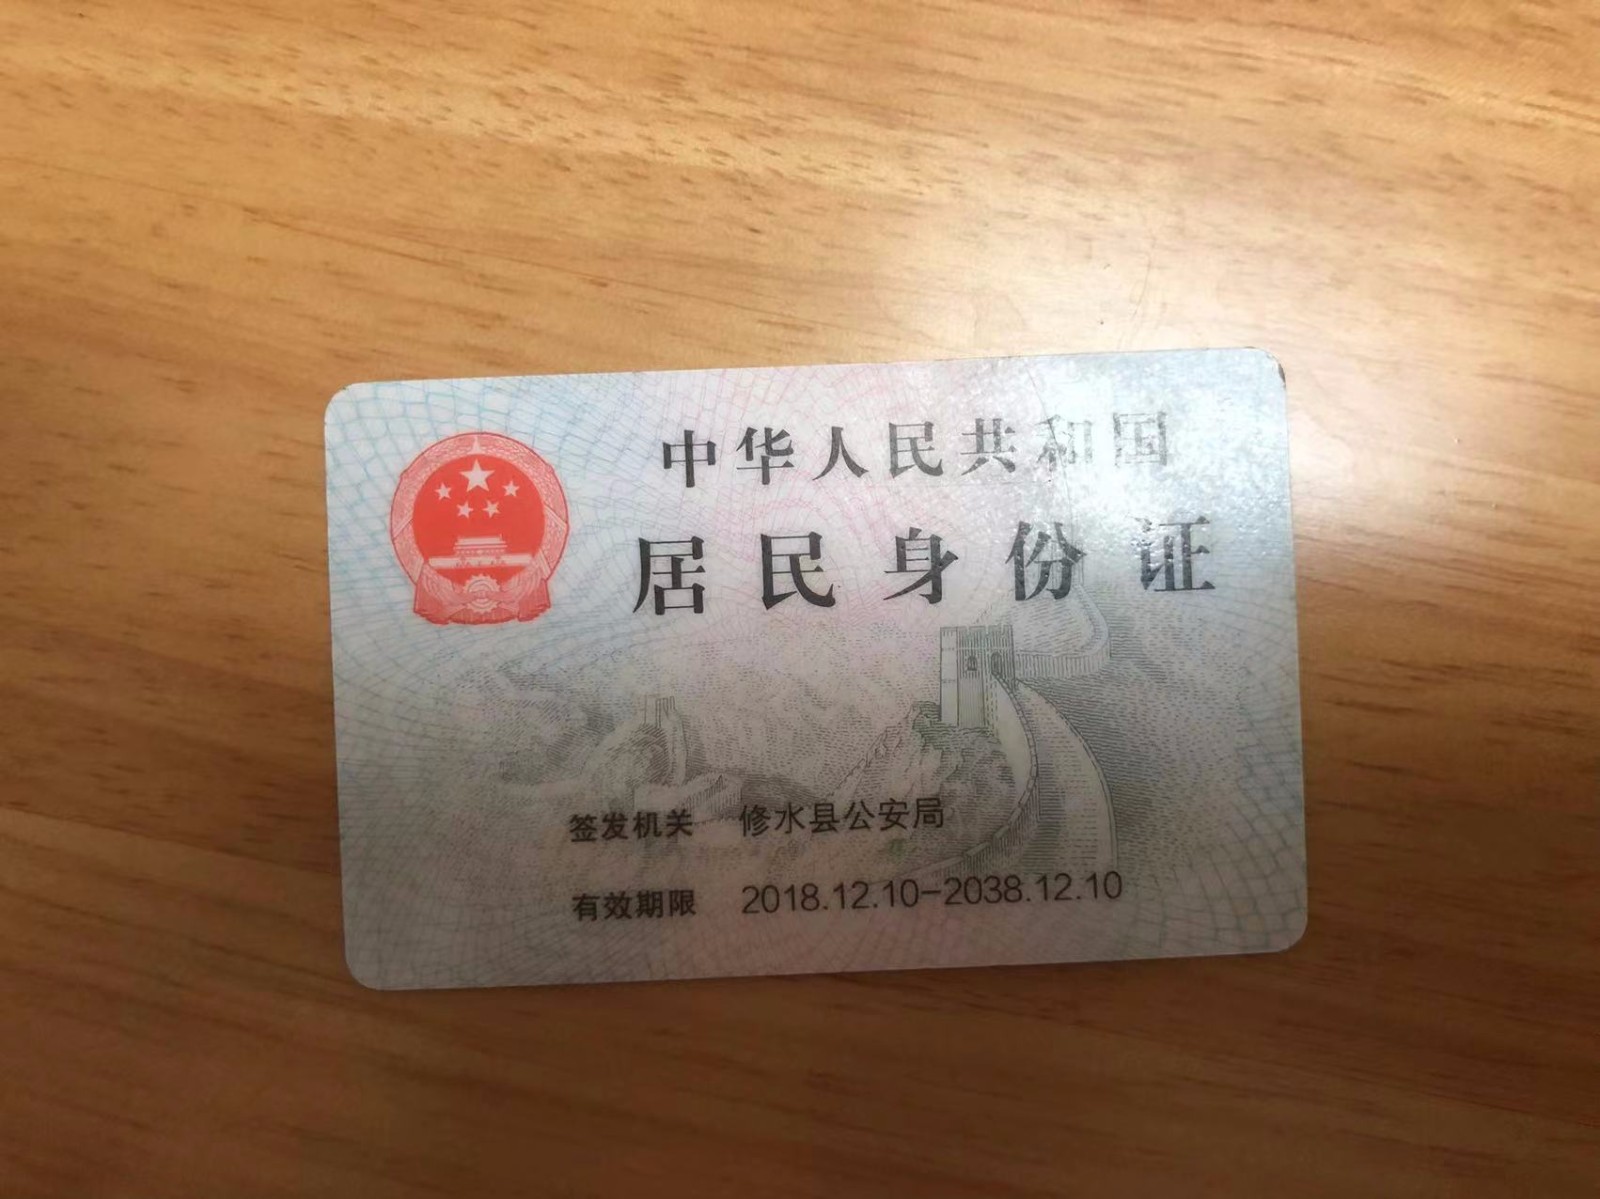 中华人民共和国
居民身份证
签发机关 修水县公安局
有效期限 2018.12.10-2038.12.10